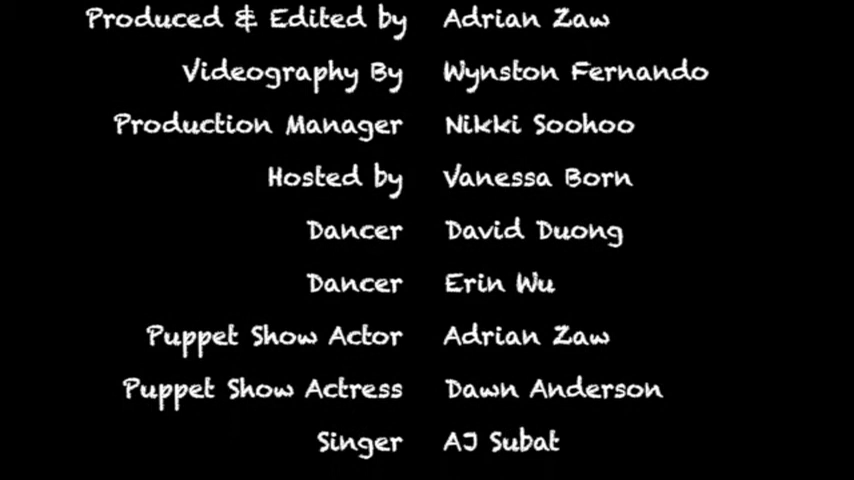 Produced & Edited by Adrian Zaw
Videography By Wynston Fernando
Production Manager Nikki Soohoo
Hosted by Vanessa Born
Dancer David Duong
Dancer Erin Wu
Puppet Show Actor Adrian Zaw
Puppet Show Actress Dawn Anderson
Singer AJ Subat